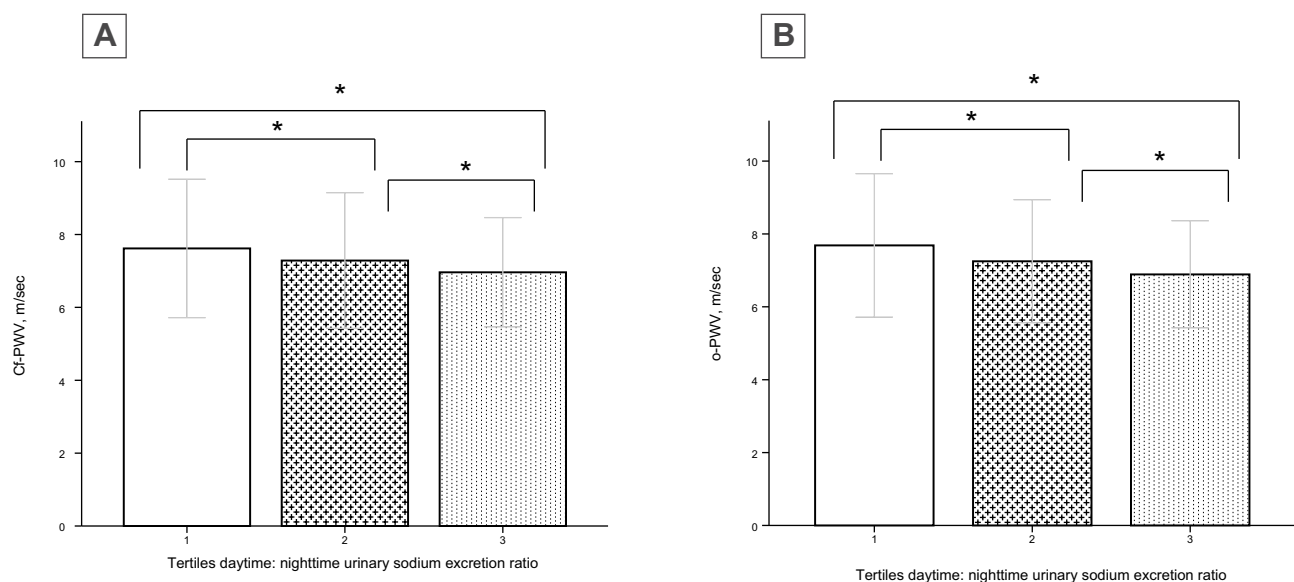 A
*
*
*
10
8
6
4
2
0
Cf-PWV, m/sec
1 2 3
Tertiles daytime: nighttime urinary sodium excretion ratio
B
*
*
*
10
8
6
4
2
0
o-PWV, m/sec
1 2 3
Tertiles daytime: nighttime urinary sodium excretion ratio